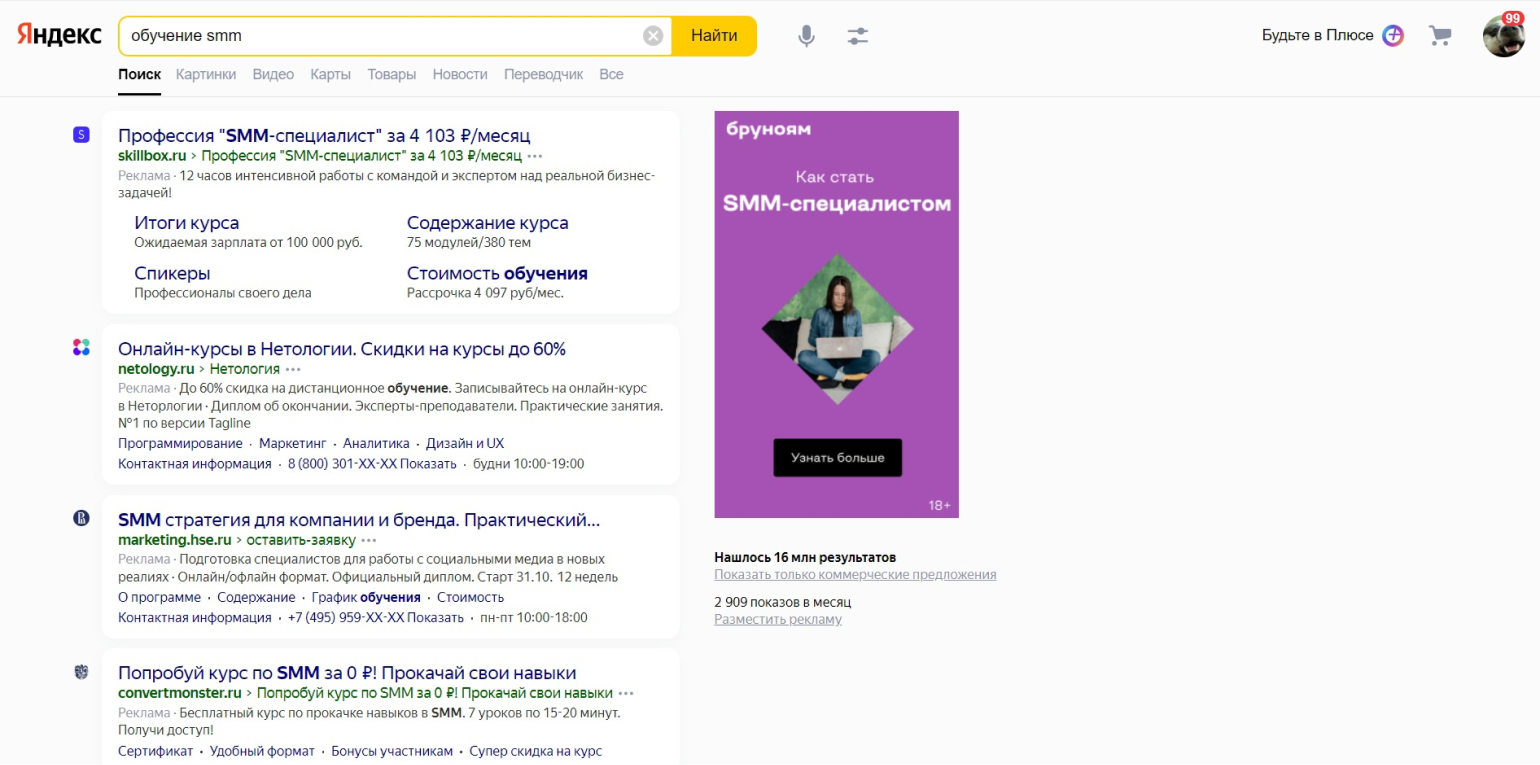 Яндекс
обучение smm
Найти
Будьте в Плюсе
99
Поиск Картинки Видео Карты Товары Новости Переводчик Все
S
Профессия "SMM-специалист" за 4 103 ₽/месяц
skillbox.ru › Профессия "SMM-специалист" за 4 103 ₽/месяц
Реклама · 12 часов интенсивной работы с командой и экспертом над реальной бизнес-
задачей!
Итоги курса
Ожидаемая зарплата от 100 000 руб.
Содержание курса
75 модулей/380 тем
Спикеры
Профессионалы своего дела
Стоимость обучения
Рассрочка 4 097 руб/мес.
Онлайн-курсы в Нетологии. Скидки на курсы до 60%
netology.ru › Нетология
Реклама · До 60% скидка на дистанционное обучение. Записывайтесь на онлайн-курс
в Неторлогии · Диплом об окончании. Эксперты-преподаватели. Практические занятия.
№1 по версии Tagline
Программирование · Маркетинг · Аналитика · Дизайн и UX
Контактная информация · 8 (800) 301-XX-XX Показать · будни 10:00-19:00
SMM стратегия для компании и бренда. Практический...
marketing.hse.ru › оставить-заявку
Реклама · Подготовка специалистов для работы с социальными медиа в новых
реалиях · Онлайн/офлайн формат. Официальный диплом. Старт 31.10. 12 недель
О программе · Содержание · График обучения · Стоимость
Контактная информация · +7 (495) 959-XX-XX Показать · пн-пт 10:00-18:00
Попробуй курс по SMM за 0 ₽! Прокачай свои навыки
convertmonster.ru › Попробуй курс по SMM за 0 ₽! Прокачай свои навыки
Реклама · Бесплатный курс по прокачке навыков в SMM. 7 уроков по 15-20 минут.
Получи доступ!
Сертификат · Удобный формат · Бонусы участникам · Супер скидка на курс
бруноям
Как стать
SMM-специалистом
Узнать больше
18+
Нашлось 16 млн результатов
Показать только коммерческие предложения
2 909 показов в месяц
Разместить рекламу